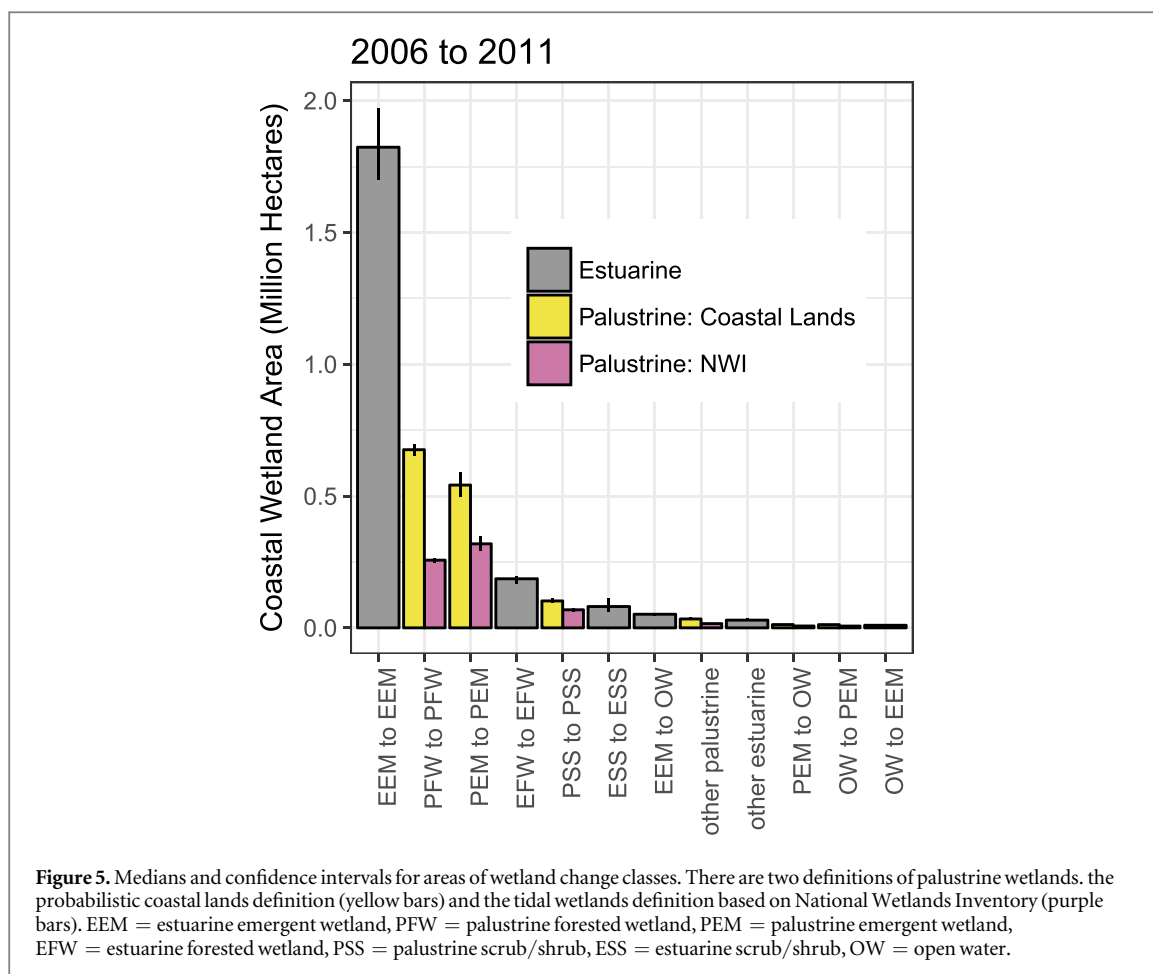 2006 to 2011
Coastal Wetland Area (Million Hectares)
2.0
1.5
1.0
0.5
0.0
Estuarine
Palustrine: Coastal Lands
Palustrine: NWI
EEM to EEM
PFW to PFW
PEM to PEM
EFW to EFW
PSS to PSS
ESS to ESS
EEM to OW
other palustrine
other estuarine
PEM to OW
OW to PEM
OW to EEM
Figure 5. Medians and confidence intervals for areas of wetland change classes. There are two definitions of palustrine wetlands. the
probabilistic coastal lands definition (yellow bars) and the tidal wetlands definition based on National Wetlands Inventory (purple
bars). EEM = estuarine emergent wetland, PFW = palustrine forested wetland, PEM = palustrine emergent wetland,
EFW = estuarine forested wetland, PSS = palustrine scrub/shrub, ESS = estuarine scrub/shrub, OW = open water.